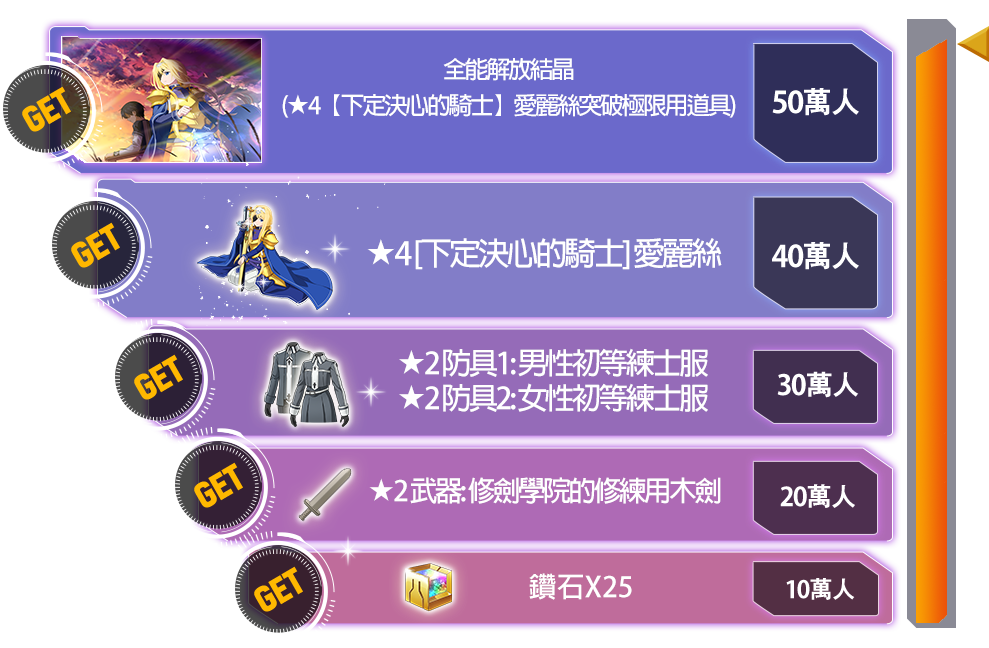 全能解放結晶
(★4【下定決心的騎士】愛麗絲突破極限用道具)
50萬人
GET
★4[下定決心的騎士]愛麗絲
40萬人
GET
★2防具1:男性初等練士服
★2防具2:女性初等練士服
30萬人
GET
★2武器:修劍學院的修練用木劍
20萬人
GET
鑽石X25
10萬人
GET